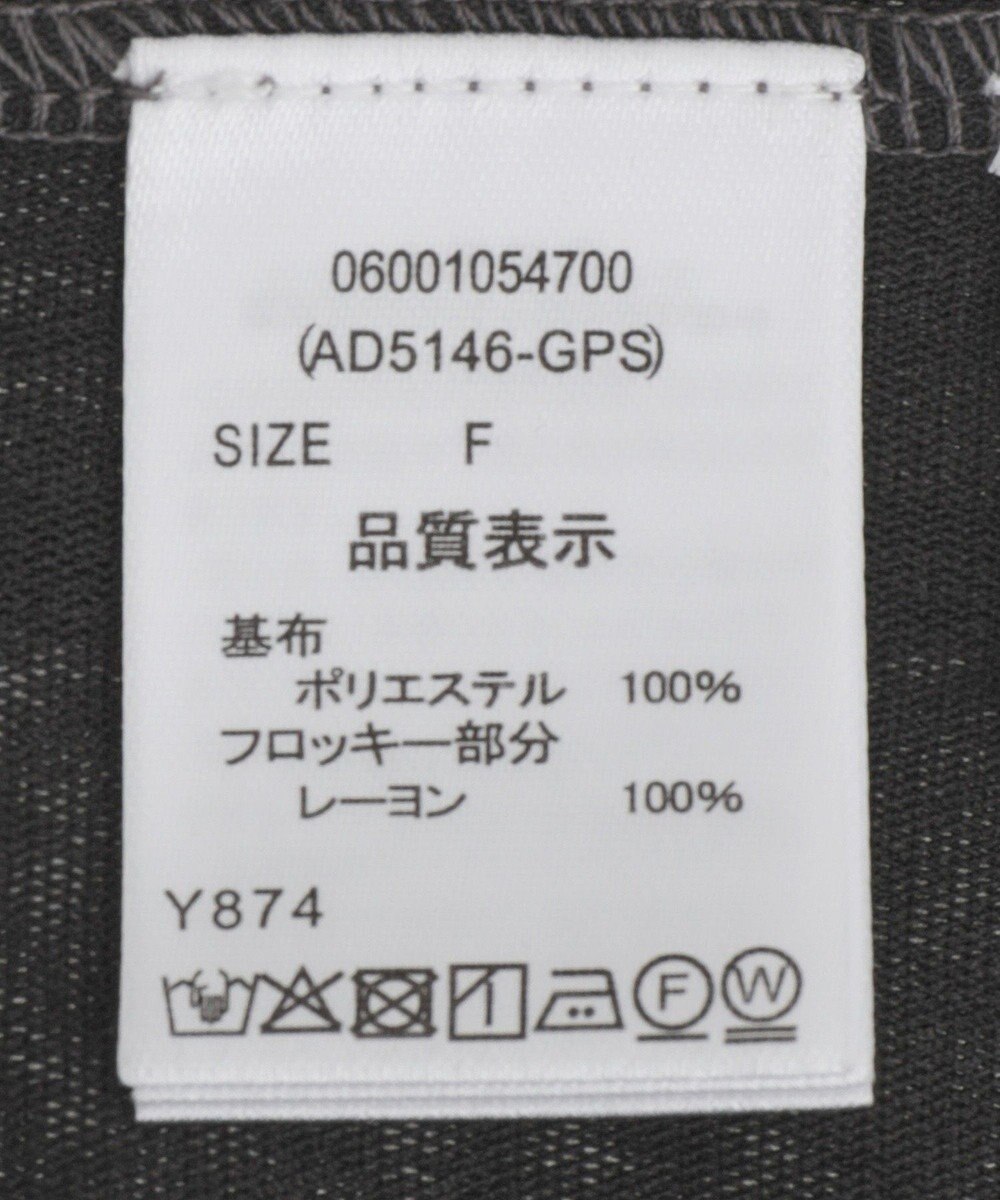 06001054700
(AD5146-GPS)
SIZE F
品質表示
基布
ポリエステル 100%
フロッキー部分
レーヨン 100%
Y874
F W